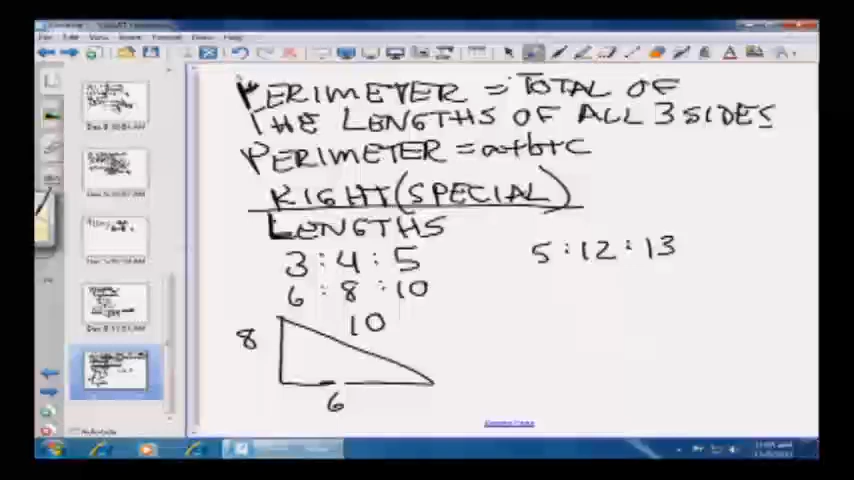 PERIMETER = TOTAL OF
THE LENGTHS OF ALL 3 SIDES
PERIMETER = a+b+c
RIGHT (SPECIAL)
LENGTHS
3 : 4 : 5
5 : 12 : 13
6 : 8 : 10
10
8
6